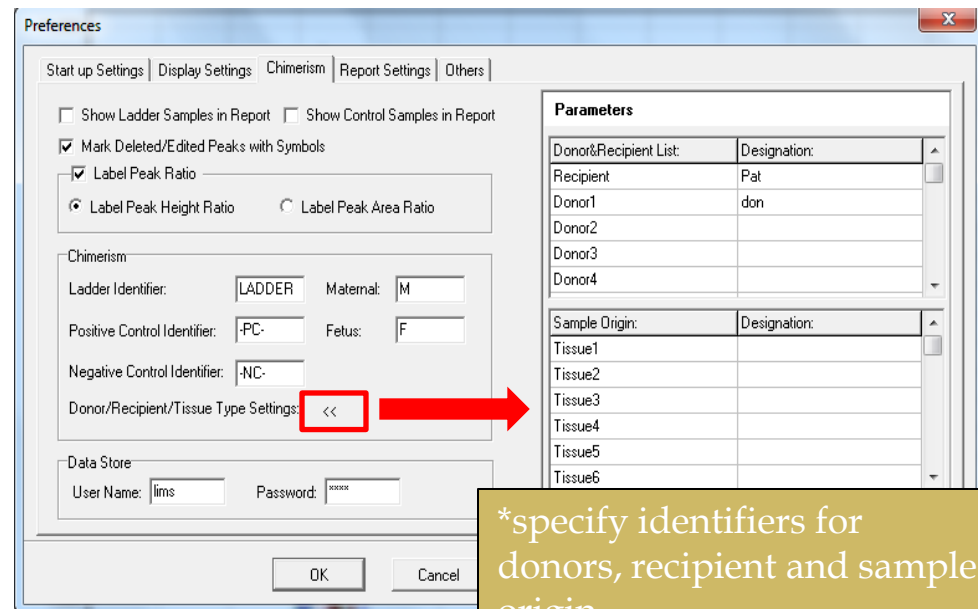 Preferences
X
Start up Settings Display Settings Chimerism Report Settings Others
Show Ladder Samples in Report Show Control Samples in Report
Mark Deleted/Edited Peaks with Symbols
Label Peak Ratio
Label Peak Height Ratio Label Peak Area Ratio
Chimerism
Ladder Identifier: LADDER Maternal: M
Positive Control Identifier: -PC- Fetus: F
Negative Control Identifier: -NC-
Donor/Recipient/Tissue Type Settings: <<
Data Store
User Name: lims Password: ****
OK Cancel
Parameters
Donor&Recipient List: Designation:
Recipient Pat
Donor1 don
Donor2
Donor3
Donor4
Sample Origin: Designation:
Tissue1
Tissue2
Tissue3
Tissue4
Tissue5
Tissue6
*specify identifiers for
donors, recipient and sample
origin